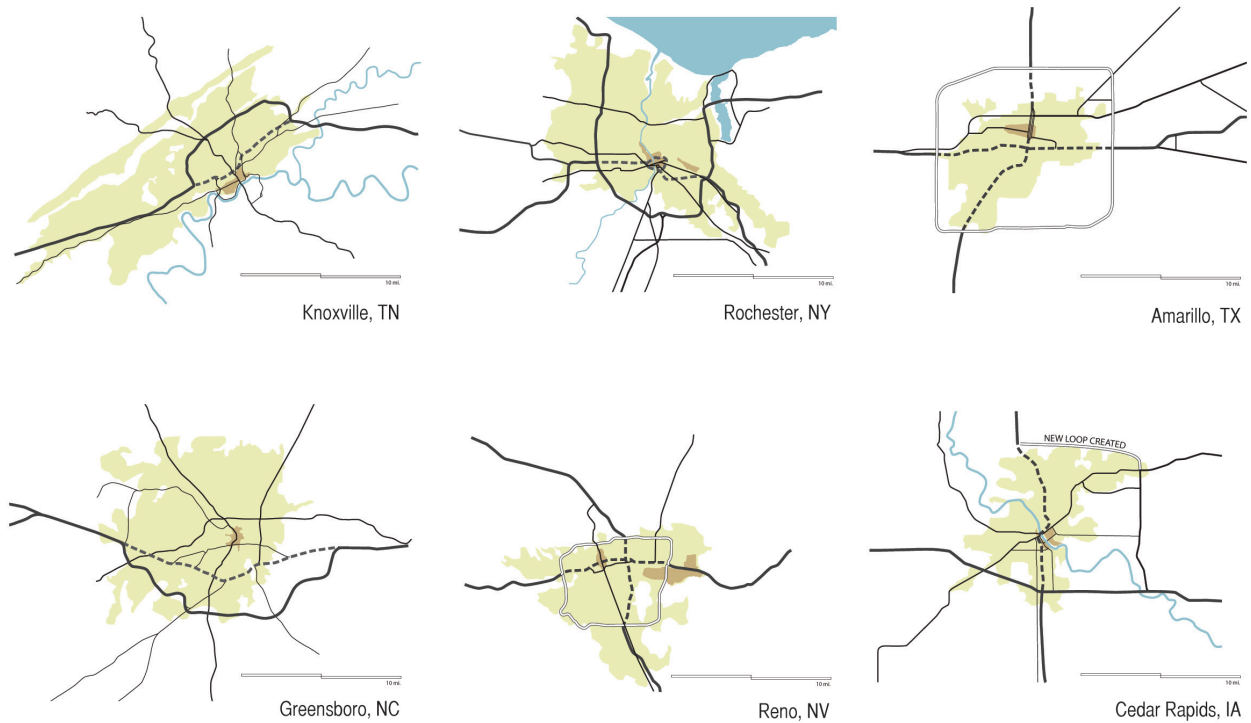 10 mi.
10 mi.
10 mi.
Knoxville, TN
Rochester, NY
Amarillo, TX
NEW LOOP CREATED
10 mi.
10 mi.
10 mi.
Greensboro, NC
Reno, NV
Cedar Rapids, IA